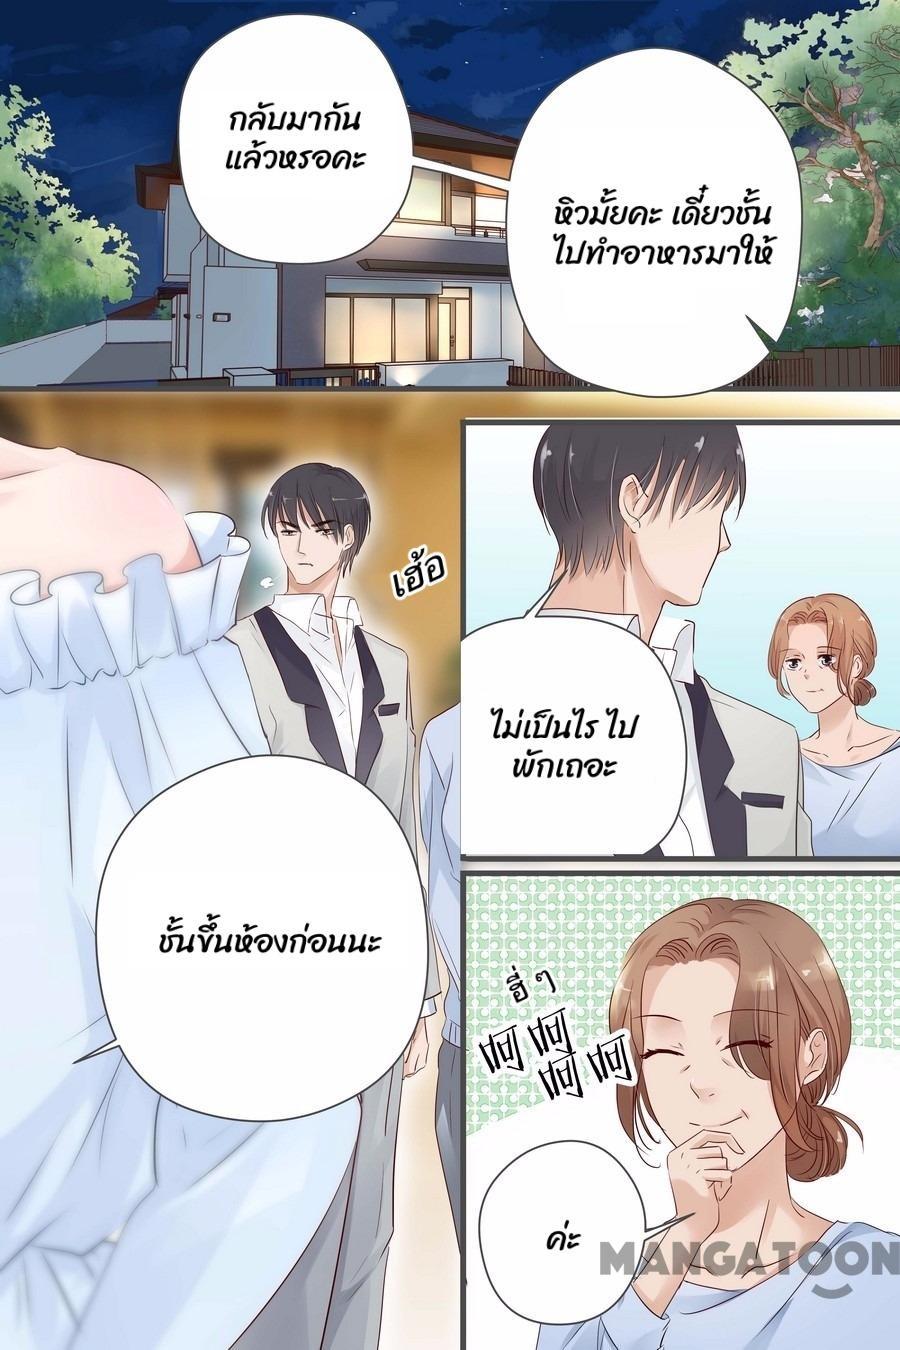 กลับมากัน
แล้วหรอคะ
หิวมั้ยคะ เดี๋ยวชั้น
ไปทำอาหารมาให้
เฮ้อ
ไม่เป็นไร ไป
พักเถอะ
ชั้นขึ้นห้องก่อนนะ
ฮี่ ๆ
呵呵
呵呵
ค่ะ
MANGATOON